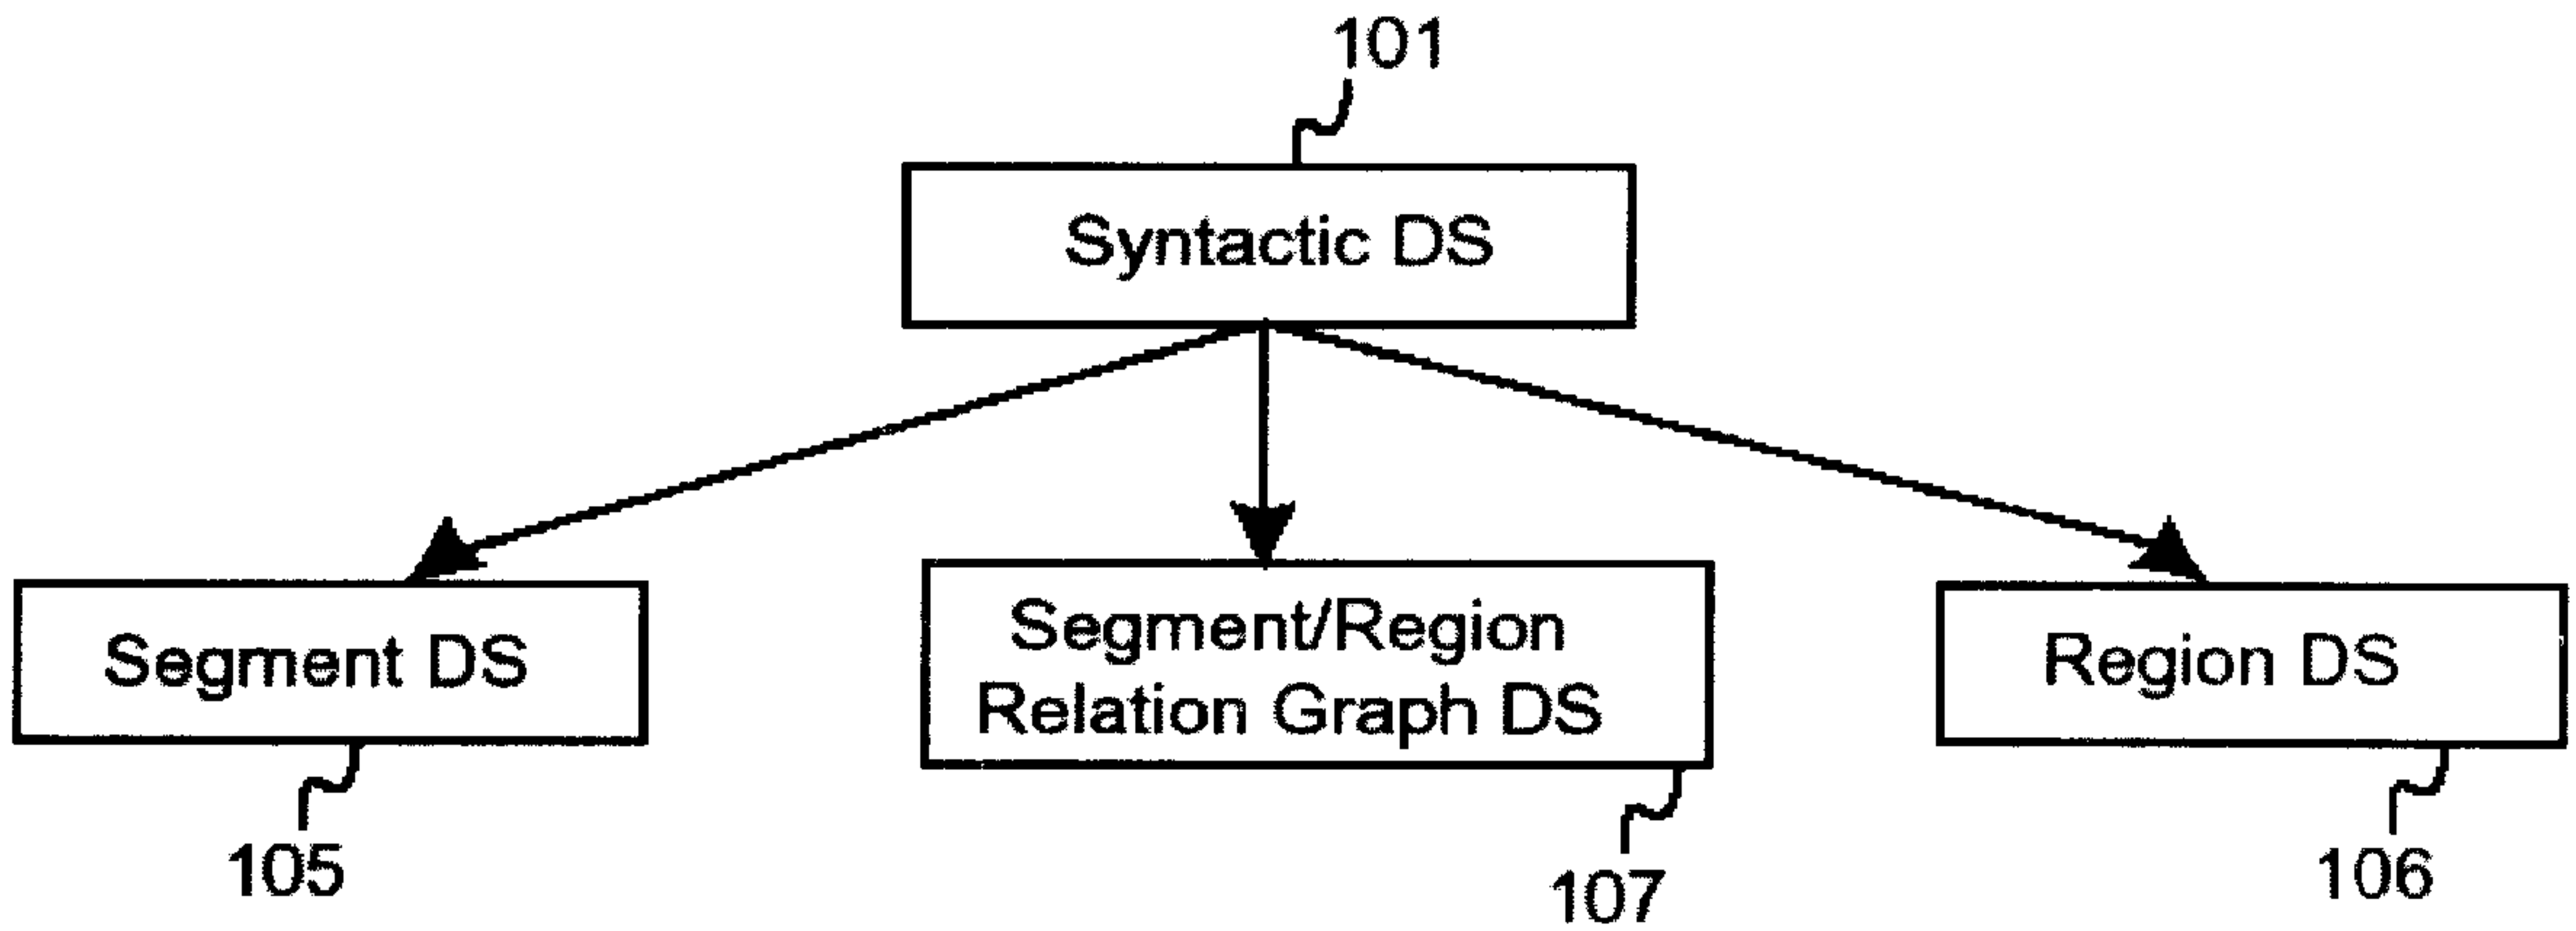 101
Syntactic DS
Segment DS
Segment/Region
Relation Graph DS
Region DS
105
107
106